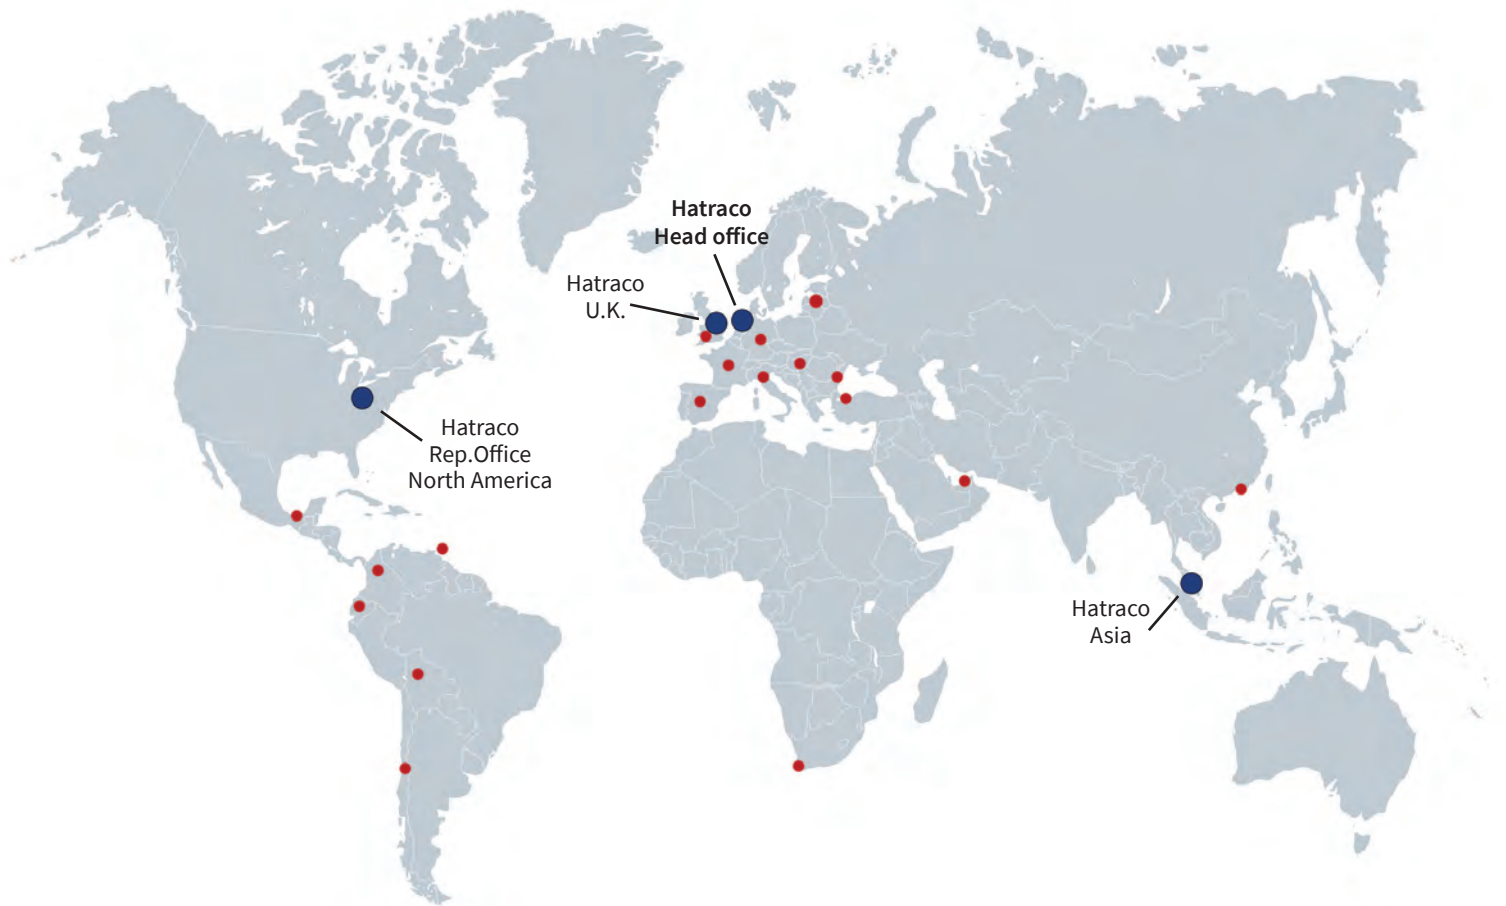 Hatraco
Head office
Hatraco
U.K.
Hatraco
Rep.Office
North America
Hatraco
Asia